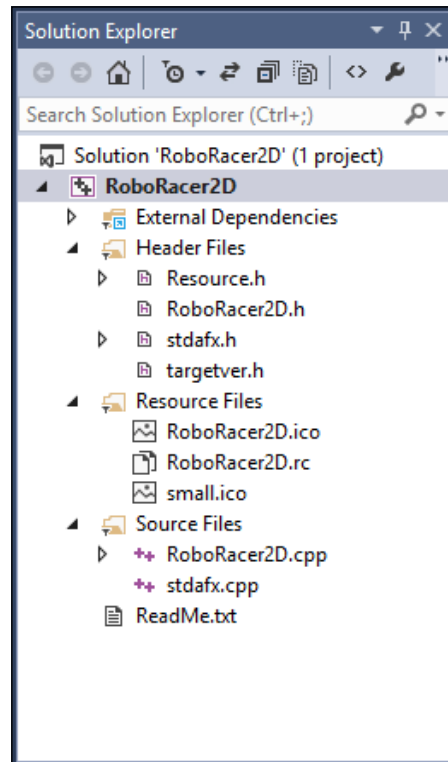 Solution Explorer
Search Solution Explorer (Ctrl+;)
Solution 'RoboRacer2D' (1 project)
RoboRacer2D
External Dependencies
Header Files
Resource.h
RoboRacer2D.h
stdafx.h
targetver.h
Resource Files
RoboRacer2D.ico
RoboRacer2D.rc
small.ico
Source Files
RoboRacer2D.cpp
stdafx.cpp
ReadMe.txt